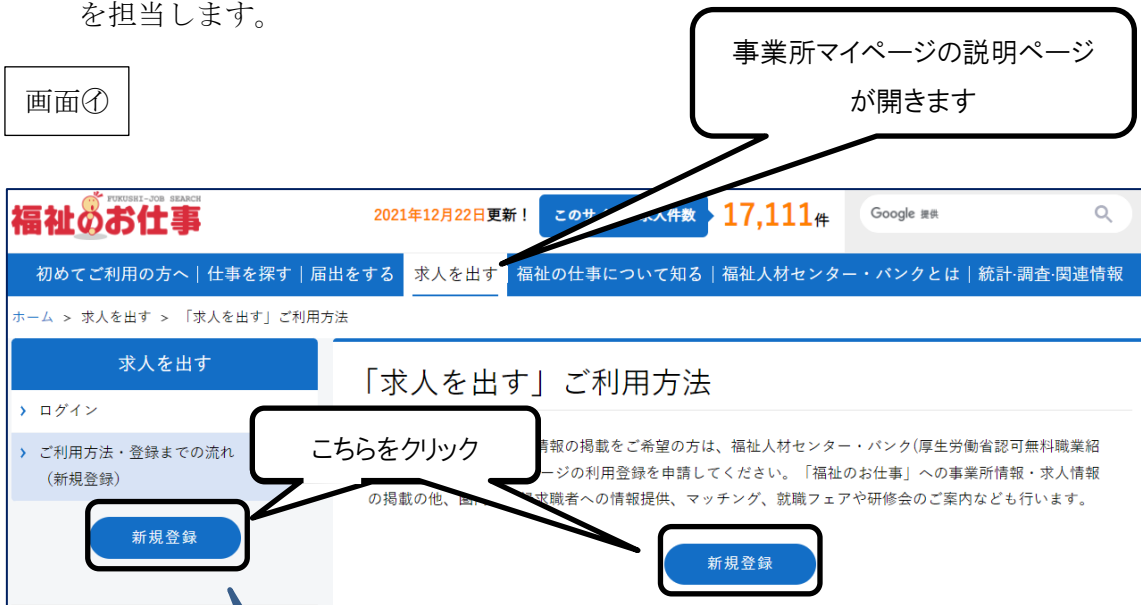 を担当します。
事業所マイページの説明ページ
が開きます
画面㋑
FUKUSHI-JOB SEARCH
福祉のお仕事
2021年12月22日更新！
このサ 人件数
17,111件
Google 提供
初めてご利用の方へ｜仕事を探す｜届出をする 求人を出す 福祉の仕事について知る｜福祉人材センター・バンクとは｜統計·調査·関連情報
ホーム > 求人を出す > 「求人を出す」ご利用方法
求人を出す
› ログイン
› ご利用方法・登録までの流れ
（新規登録）
新規登録
「求人を出す」ご利用方法
こちらをクリック
情報の掲載をご希望の方は、福祉人材センター・バンク(厚生労働省認可無料職業紹
ージの利用登録を申請してください。「福祉のお仕事」への事業所情報・求人情報
の掲載の他、 求職者への情報提供、マッチング、就職フェアや研修会のご案内なども行います。
新規登録